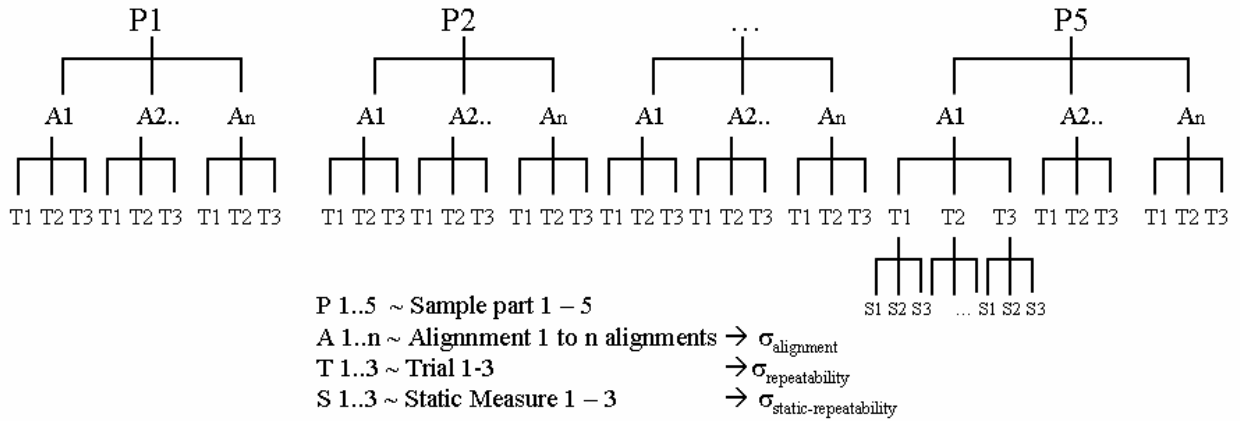 P1 P2 ... P5
A1 A2.. An A1 A2.. An A1 A2.. An A1 A2.. An
T1 T2 T3 T1 T2 T3 T1 T2 T3 T1 T2 T3 T1 T2 T3 T1 T2 T3 T1 T2 T3 T1 T2 T3 T1 T2 T3 T1 T2 T3 T1 T2 T3 T1 T2 T3
S1 S2 S3 ... S1 S2 S3
P 1..5 ~ Sample part 1 – 5
A 1..n ~ Alignnment 1 to n alignments → σalignment
T 1..3 ~ Trial 1-3 → σrepeatability
S 1..3 ~ Static Measure 1 – 3 → σstatic-repeatability